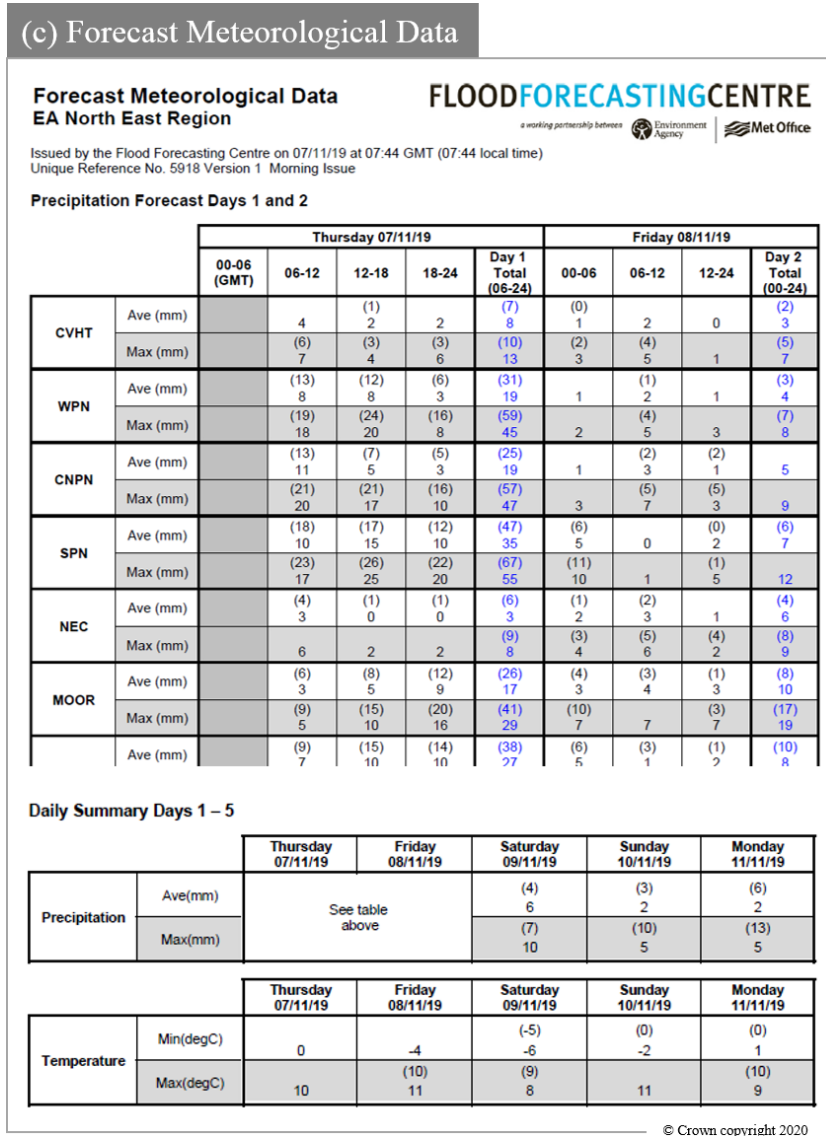 (c) Forecast Meteorological Data
Forecast Meteorological Data
EA North East Region
FLOODFORECASTINGCENTRE
a working partnership between Environment Agency Met Office
Issued by the Flood Forecasting Centre on 07/11/19 at 07:44 GMT (07:44 local time)
Unique Reference No. 5918 Version 1 Morning Issue
Precipitation Forecast Days 1 and 2
Thursday 07/11/19 Friday 08/11/19
00-06 (GMT) 06-12 12-18 18-24 Day 1 Total (06-24) 00-06 06-12 12-24 Day 2 Total (00-24)
CVHT
Ave (mm) 4 (1) 2 2 (7) 8 (0) 1 2 0 (2) 3
Max (mm) (6) 7 (3) 4 (3) 6 (10) 13 (2) 3 (4) 5 1 (5) 7
WPN
Ave (mm) (13) 8 (12) 8 (6) 3 (31) 19 1 (1) 2 1 (3) 4
Max (mm) (19) 18 (24) 20 (16) 8 (59) 45 2 (4) 5 3 (7) 8
CNPN
Ave (mm) (13) 11 (7) 5 (5) 3 (25) 19 1 (2) 3 (2) 1 5
Max (mm) (21) 20 (21) 17 (16) 10 (57) 47 3 (5) 7 (5) 3 9
SPN
Ave (mm) (18) 10 (17) 15 (12) 10 (47) 35 (6) 5 0 (0) 2 (6) 7
Max (mm) (23) 17 (26) 25 (22) 20 (67) 55 (11) 10 1 (1) 5 12
NEC
Ave (mm) (4) 3 (1) 0 (1) 0 (6) 3 (1) 2 (2) 3 1 (4) 6
Max (mm) 6 2 2 (9) 8 (3) 4 (5) 6 (4) 2 (8) 9
MOOR
Ave (mm) (6) 3 (8) 5 (12) 9 (26) 17 (4) 3 (3) 4 (1) 3 (8) 10
Max (mm) (9) 5 (15) 10 (20) 16 (41) 29 (10) 7 7 (3) 7 (17) 19
Ave (mm) (9) 7 (15) 10 (14) 10 (38) 27 (6) 5 (3) 1 (1) 2 (10) 8
Daily Summary Days 1 – 5
Thursday 07/11/19 Friday 08/11/19 Saturday 09/11/19 Sunday 10/11/19 Monday 11/11/19
Precipitation
Ave(mm) See table above (4) 6 (3) 2 (6) 2
Max(mm) (7) 10 (10) 5 (13) 5
Thursday 07/11/19 Friday 08/11/19 Saturday 09/11/19 Sunday 10/11/19 Monday 11/11/19
Temperature
Min(degC) 0 -4 (-5) -6 (0) -2 (0) 1
Max(degC) 10 (10) 11 (9) 8 11 (10) 9
© Crown copyright 2020